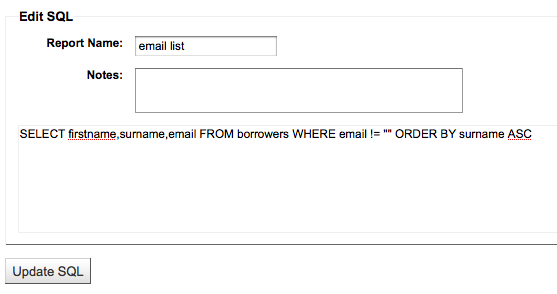 Edit SQL
Report Name: email list
Notes:
SELECT firstname,surname,email FROM borrowers WHERE email != "" ORDER BY surname ASC
Update SQL